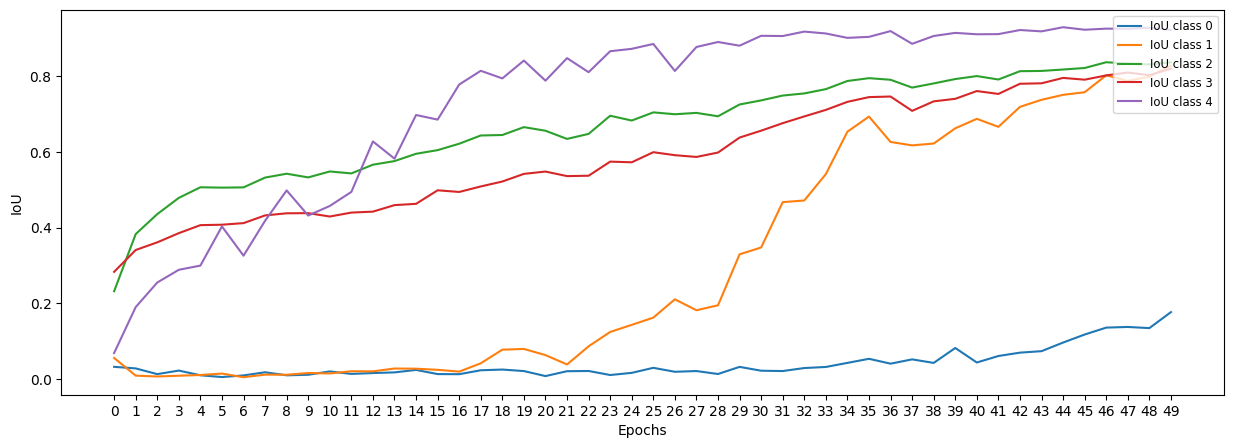 IoU class 0
IoU class 1
IoU class 2
IoU class 3
IoU class 4
0.8
0.6
0.4
0.2
0.0
IoU
0 1 2 3 4 5 6 7 8 9 10 11 12 13 14 15 16 17 18 19 20 21 22 23 24 25 26 27 28 29 30 31 32 33 34 35 36 37 38 39 40 41 42 43 44 45 46 47 48 49
Epochs